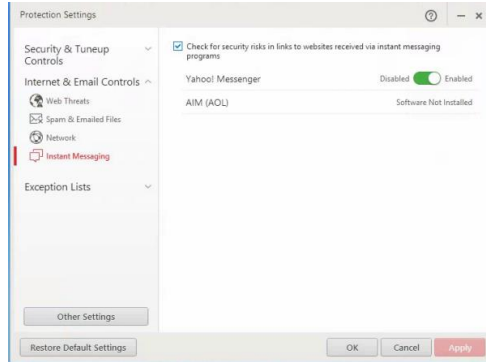 Protection Settings
Security & Tuneup
Controls
Internet & Email Controls
Web Threats
Spam & Emailed Files
Network
Instant Messaging
Exception Lists
Other Settings
Check for security risks in links to websites received via instant messaging
programs
Yahoo! Messenger Disabled Enabled
AIM (AOL) Software Not Installed
Restore Default Settings OK Cancel Apply